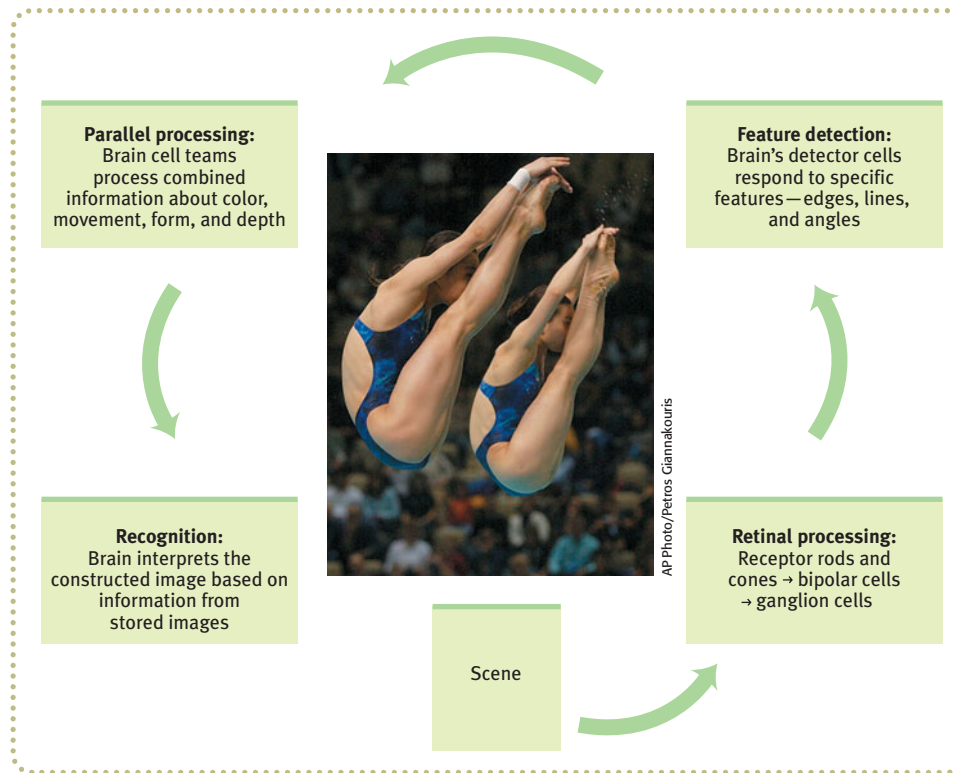 Parallel processing:
Brain cell teams
process combined
information about color,
movement, form, and depth
Feature detection:
Brain’s detector cells
respond to specific
features—edges, lines,
and angles
AP Photo/Petros Giannakouris
Recognition:
Brain interprets the
constructed image based on
information from
stored images
Retinal processing:
Receptor rods and
cones → bipolar cells
→ ganglion cells
Scene